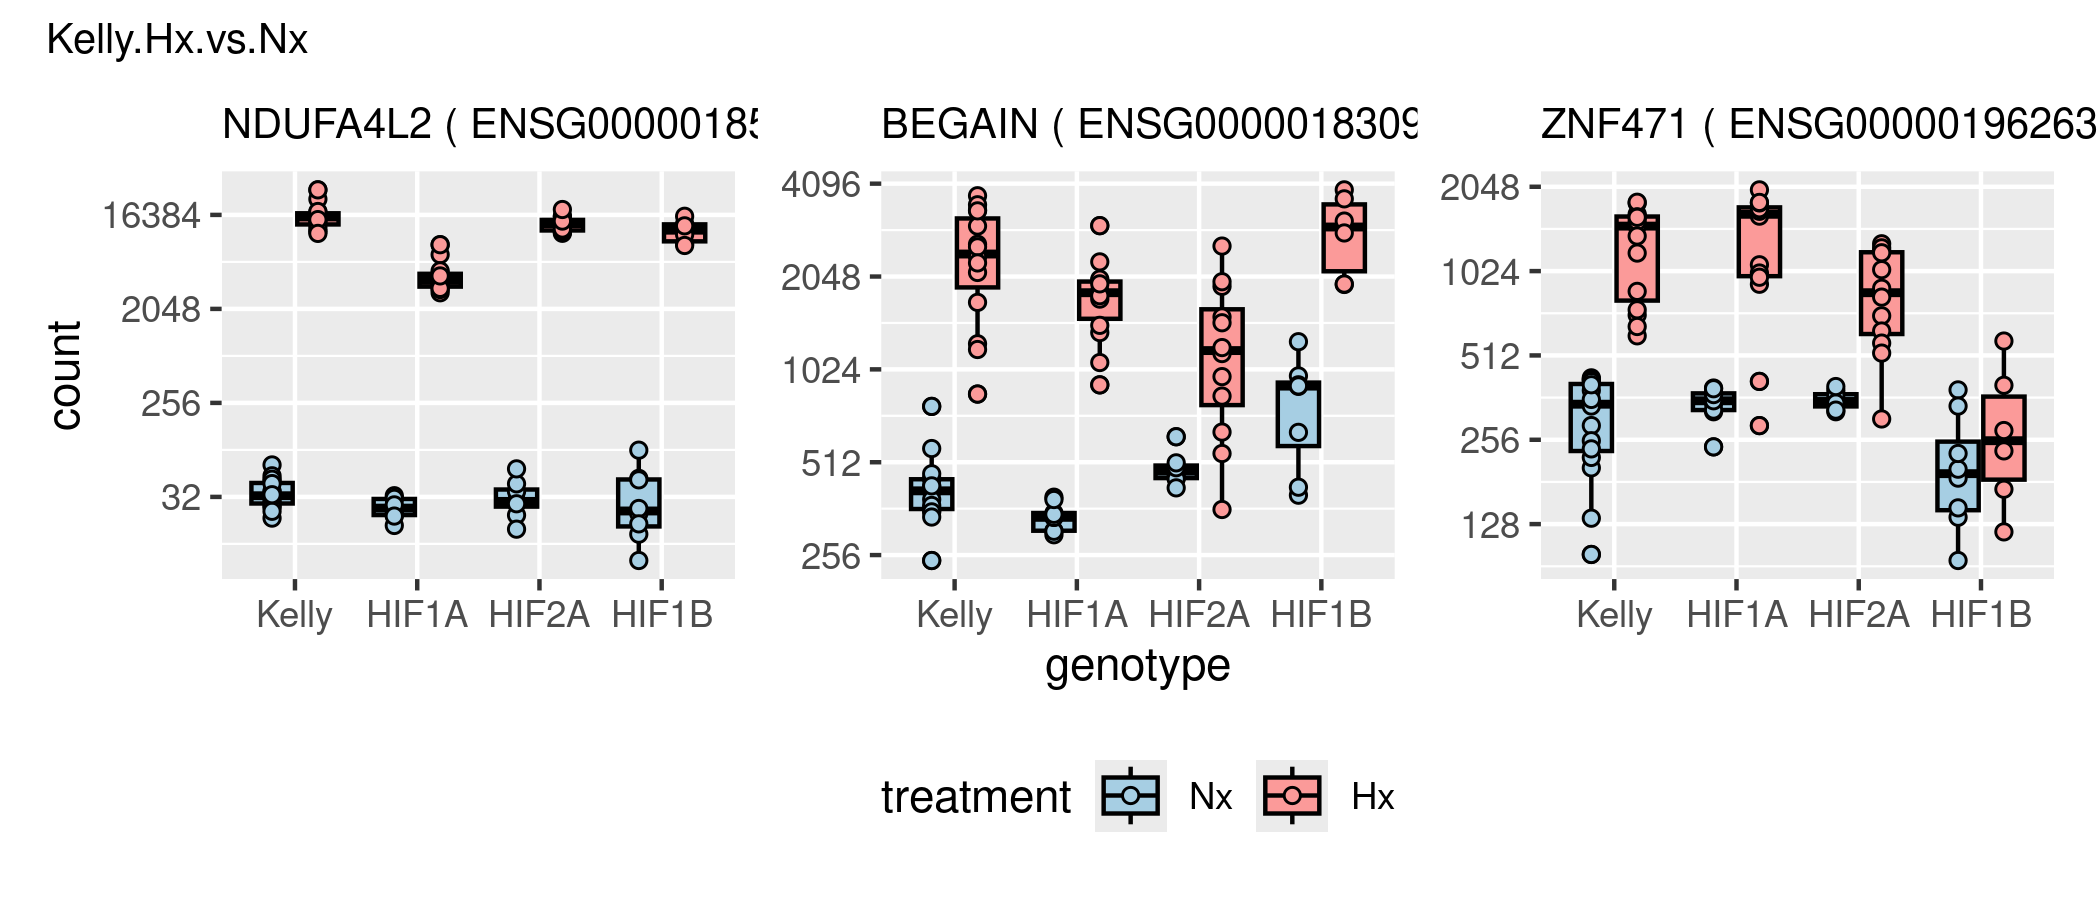 Kelly.Hx.vs.Nx
NDUFA4L2 ( ENSG00000185
BEGAIN ( ENSG0000018309
ZNF471 ( ENSG00000196263
count
16384
2048
256
32
Kelly HIF1A HIF2A HIF1B
4096
2048
1024
512
256
Kelly HIF1A HIF2A HIF1B
2048
1024
512
256
128
Kelly HIF1A HIF2A HIF1B
genotype
treatment Nx Hx